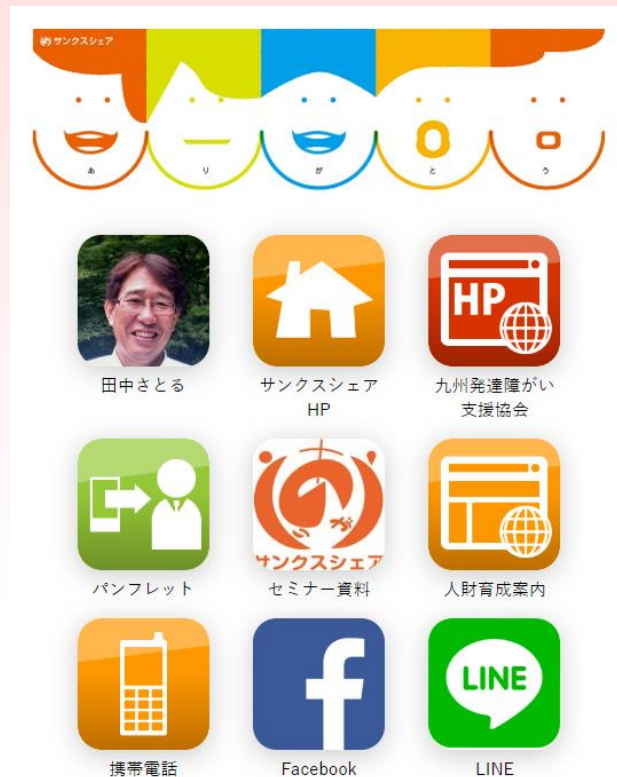 サンクスシェア
あ り が と う
田中さとる
サンクスシェア
HP
HP
九州発達障がい
支援協会
パンフレット
サンクスシェア
セミナー資料
人財育成案内
携帯電話
f
Facebook
LINE
LINE